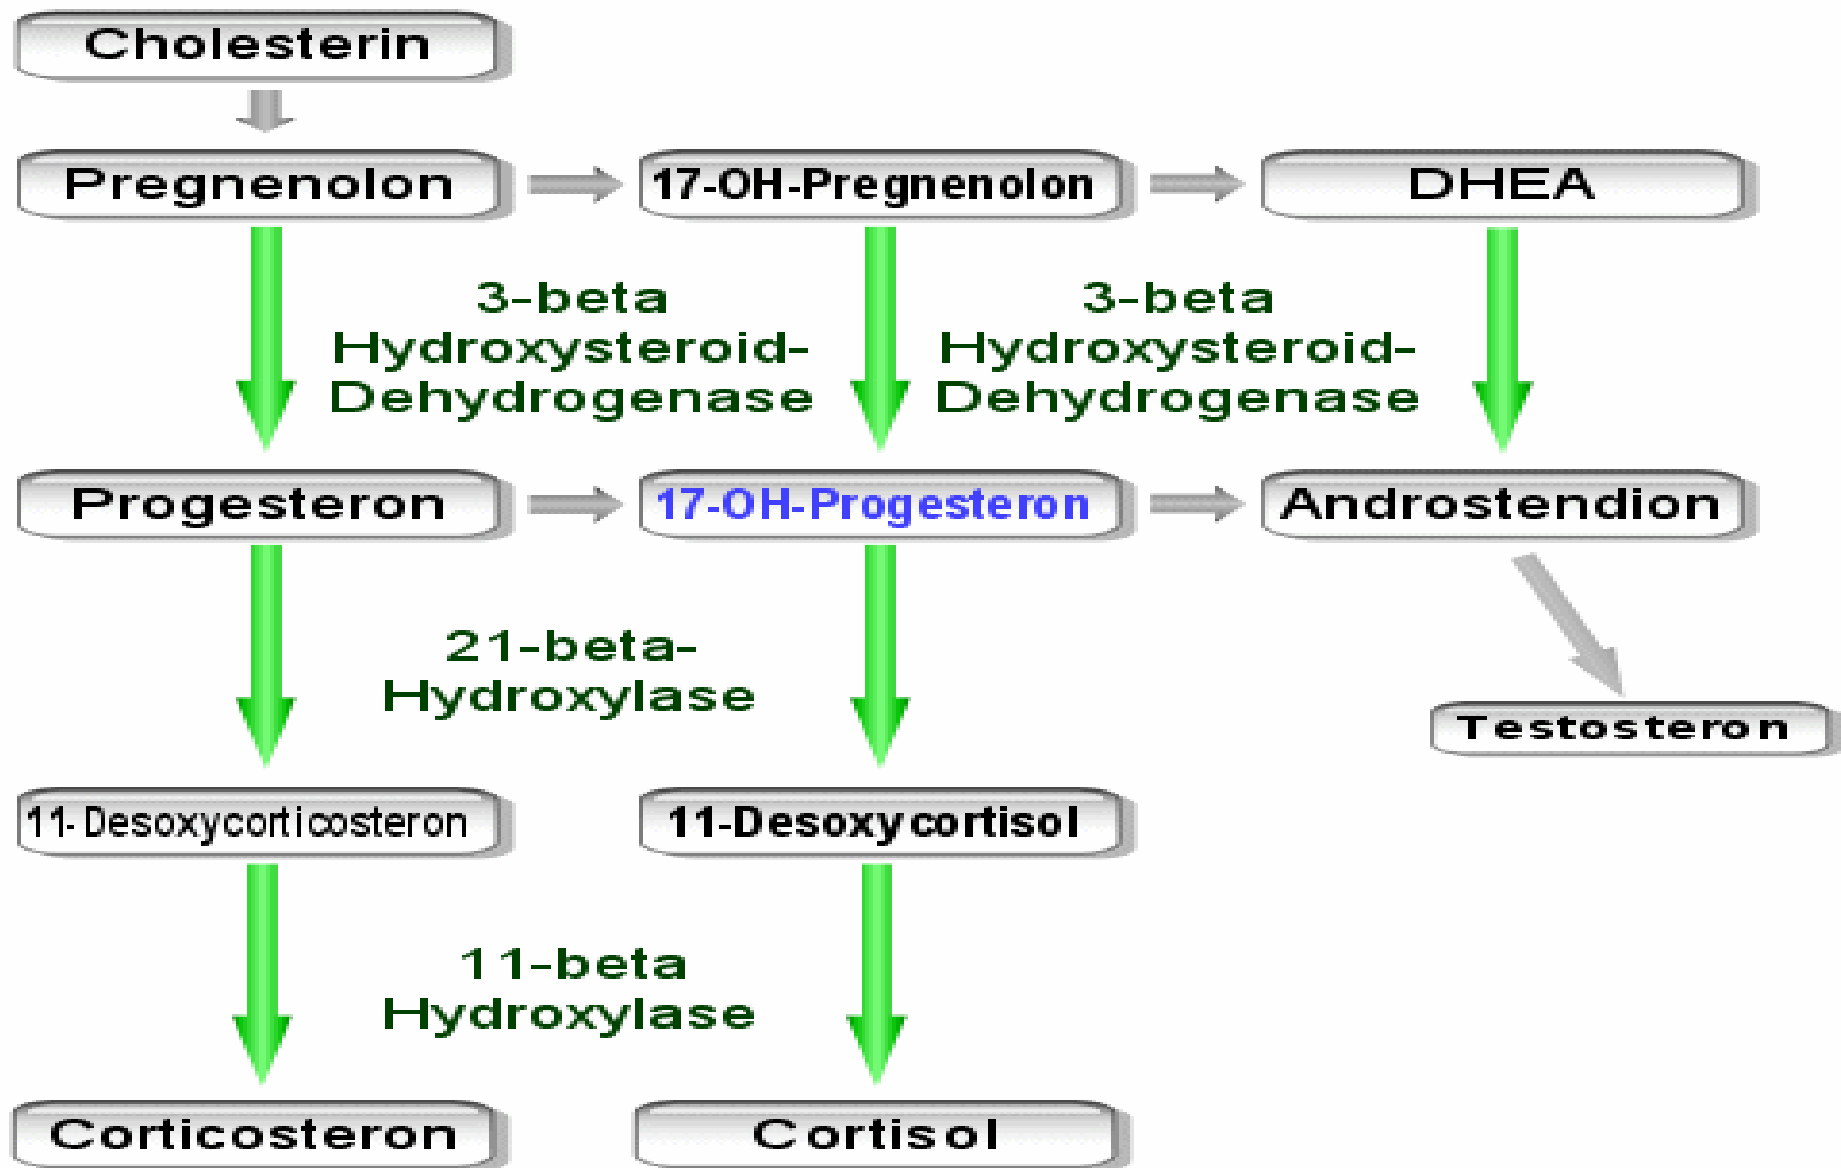 Cholesterin
Pregnenolon
17-OH-Pregnenolon
DHEA
3-beta
Hydroxysteroid-
Dehydrogenase
3-beta
Hydroxysteroid-
Dehydrogenase
Progesteron
17-OH-Progesteron
Androstendion
21-beta-
Hydroxylase
Testosteron
11-Desoxycorticosteron
11-Desoxycortisol
11-beta
Hydroxylase
Corticosteron
Cortisol